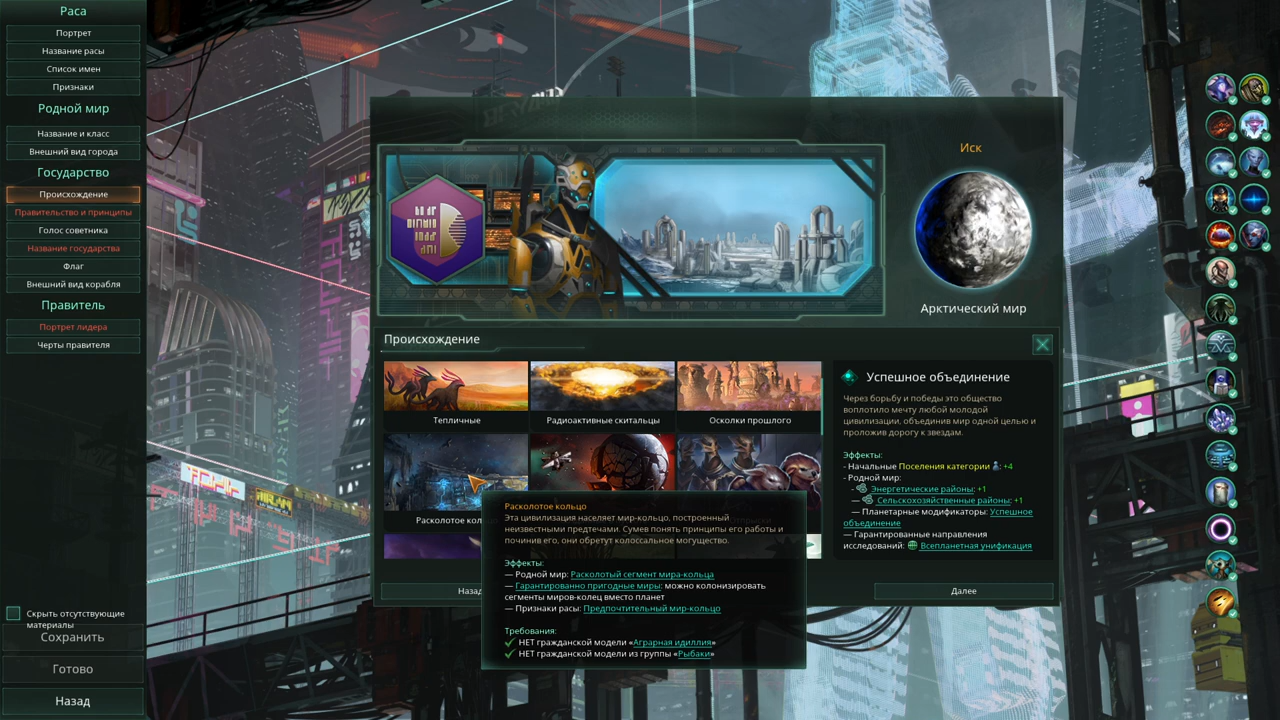 Раса
Портрет
Название расы
Список имен
Признаки
Родной мир
Название и класс
Внешний вид города
Государство
Происхождение
Правительство и принципы
Голос советника
Название государства
Флаг
Внешний вид корабля
Правитель
Портрет лидера
Черты правителя
Скрыть отсутствующие
материалы
Сохранить
Готово
Назад
Иск
Арктический мир
Происхождение
Тепличные
Радиоактивные скитальцы
Осколки прошлого
Расколотое кол
Назад
Расколотое кольцо
Эта цивилизация населяет мир-кольцо, построенный
неизвестными предтечами. Сумев понять принципы его работы и
починив его, они обретут колоссальное могущество.
Эффекты:
— Родной мир: Расколотый сегмент мира-кольца
— Гарантированно пригодные миры: можно колонизировать
сегменты миров-колец вместо планет
— Признаки расы: Предпочтительный мир-кольцо
Требования:
НЕТ гражданской модели «Аграрная идиллия»
НЕТ гражданской модели из группы «Рыбаки»
Успешное объединение
Через борьбу и победы это общество
воплотило мечту любой молодой
цивилизации, объединив мир одной целью и
проложив дорогу к звездам.
Эффекты:
- Начальные Поселения категории : +4
- Родной мир:
- Энергетические районы: +1
- Сельскохозяйственные районы: +1
— Планетарные модификаторы: Успешное
объединение
— Гарантированные направления
исследований: Всепланетная унификация
Далее